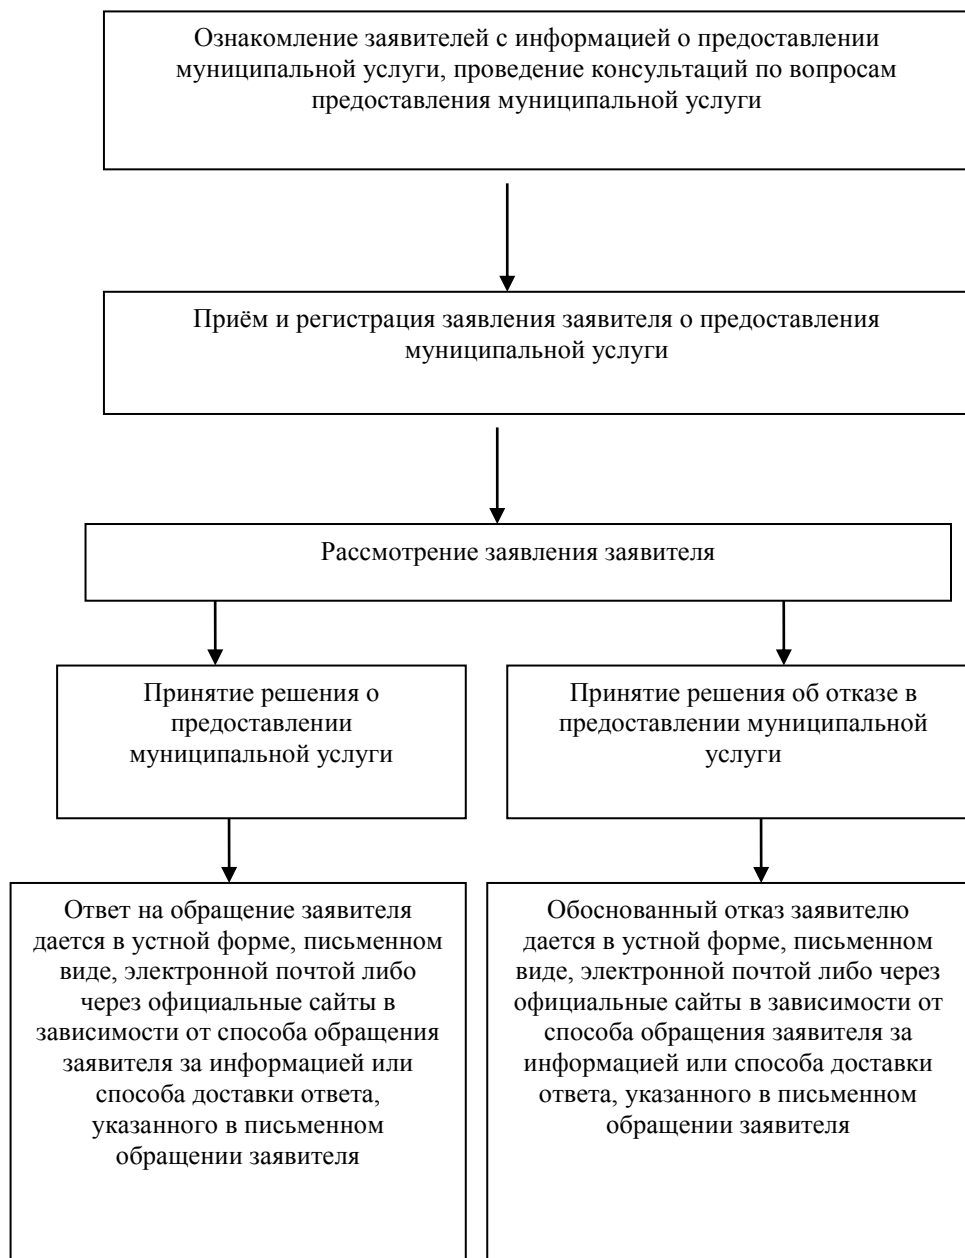 Ознакомление заявителей с информацией о предоставлении
муниципальной услуги, проведение консультаций по вопросам
предоставления муниципальной услуги
Приём и регистрация заявления заявителя о предоставления
муниципальной услуги
Рассмотрение заявления заявителя
Принятие решения о
предоставлении
муниципальной услуги
Принятие решения об отказе в
предоставлении муниципальной
услуги
Ответ на обращение заявителя
дается в устной форме, письменном
виде, электронной почтой либо
через официальные сайты в
зависимости от способа обращения
заявителя за информацией или
способа доставки ответа,
указанного в письменном
обращении заявителя
Обоснованный отказ заявителю
дается в устной форме, письменном
виде, электронной почтой либо через
официальные сайты в зависимости от
способа обращения заявителя за
информацией или способа доставки
ответа, указанного в письменном
обращении заявителя